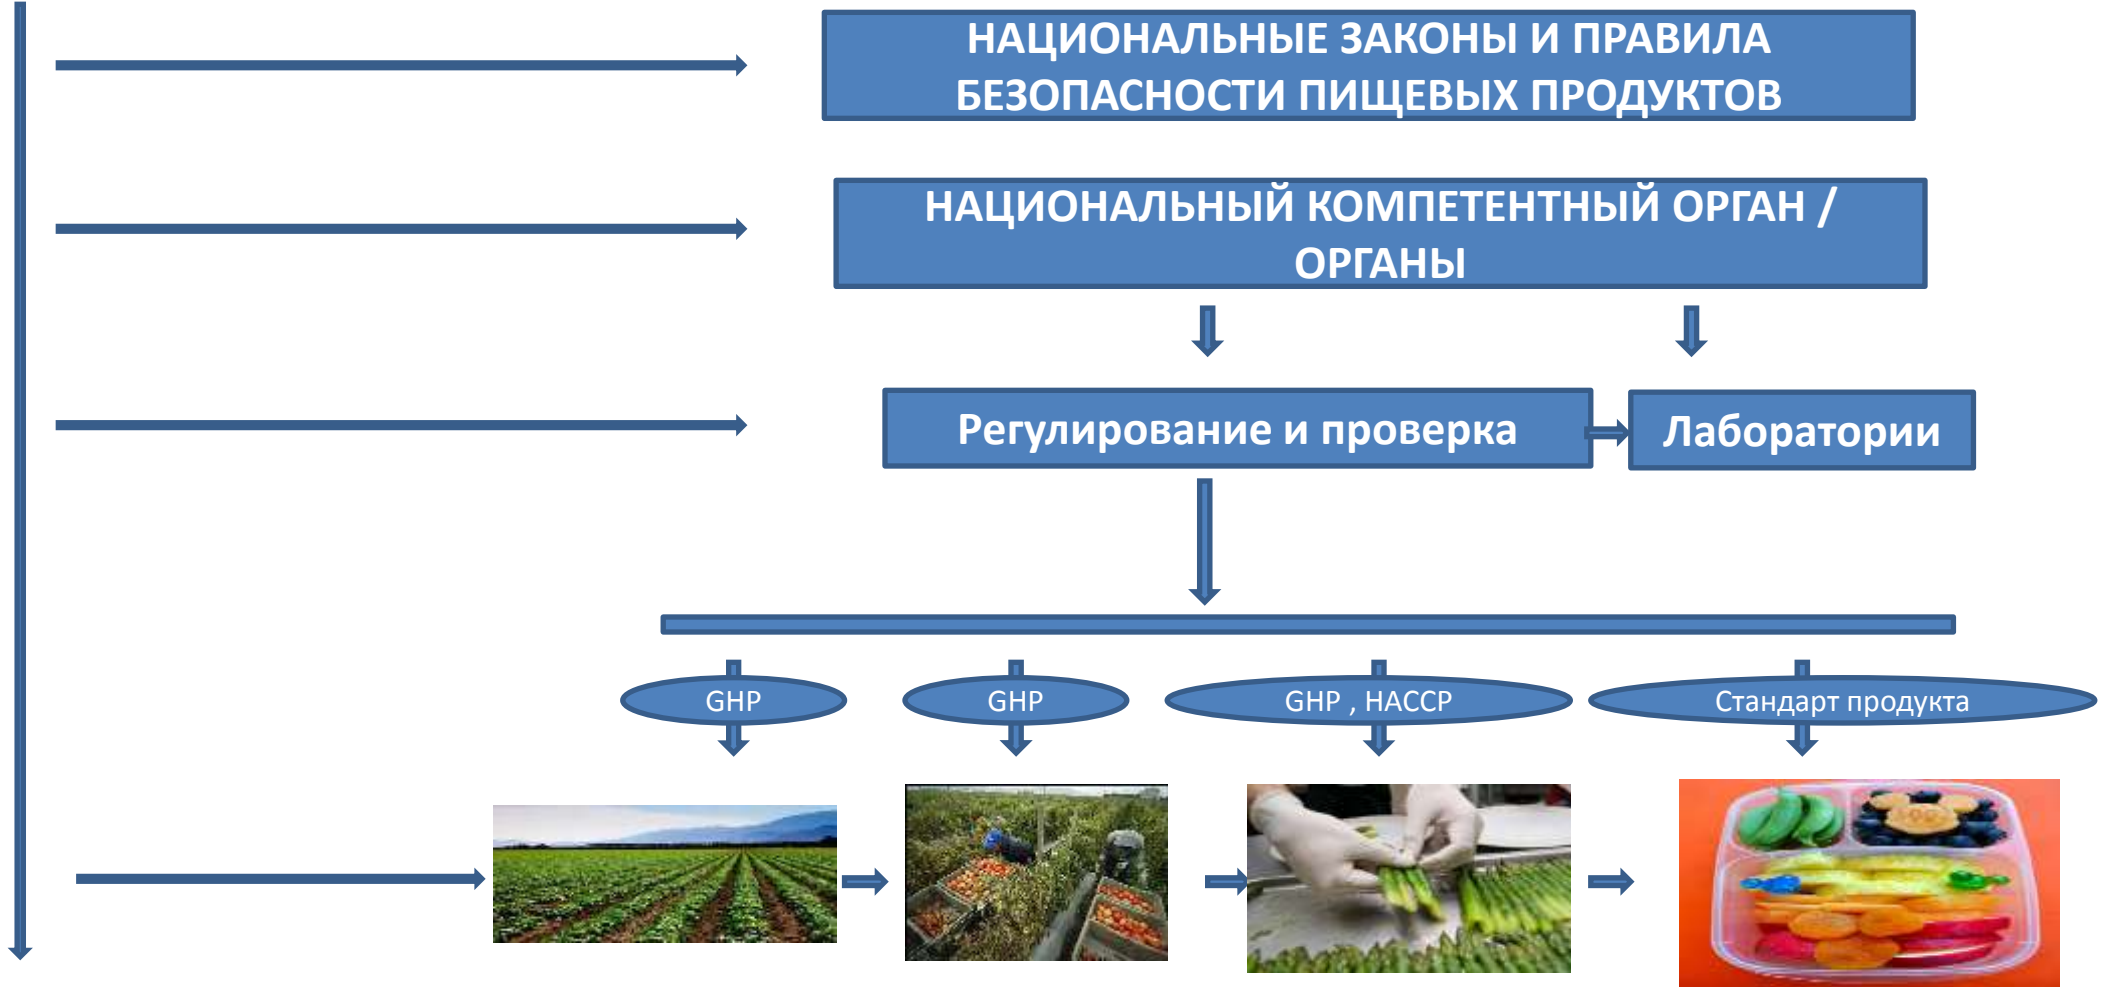 НАЦИОНАЛЬНЫЕ ЗАКОНЫ И ПРАВИЛА
БЕЗОПАСНОСТИ ПИЩЕВЫХ ПРОДУКТОВ
НАЦИОНАЛЬНЫЙ КОМПЕТЕНТНЫЙ ОРГАН /
ОРГАНЫ
Регулирование и проверка
Лаборатории
GHP
GHP
GHP , HACCP
Стандарт продукта